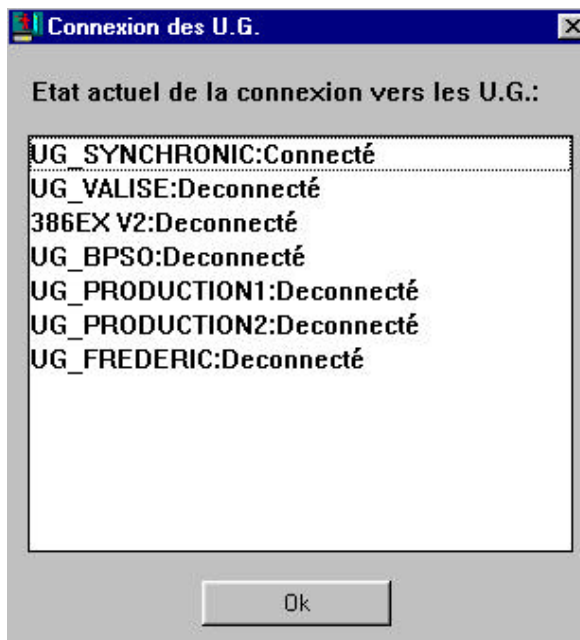 Connexion des U.G.
Etat actuel de la connexion vers les U.G.:
UG_SYNCHRONIC:Connecté
UG_VALISE:Deconnecté
386EX V2:Deconnecté
UG_BPSO:Deconnecté
UG_PRODUCTION1:Deconnecté
UG_PRODUCTION2:Deconnecté
UG_FREDERIC:Deconnecté
Ok